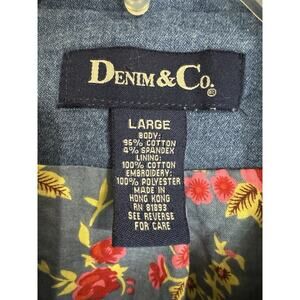 DENIM & CO.®
LARGE
BODY:
96% COTTON
4% SPANDEX
LINING:
100% COTTON
EMBROIDERY:
100% POLYESTER
MADE IN
HONG KONG
RN 81893
SEE REVERSE
FOR CARE